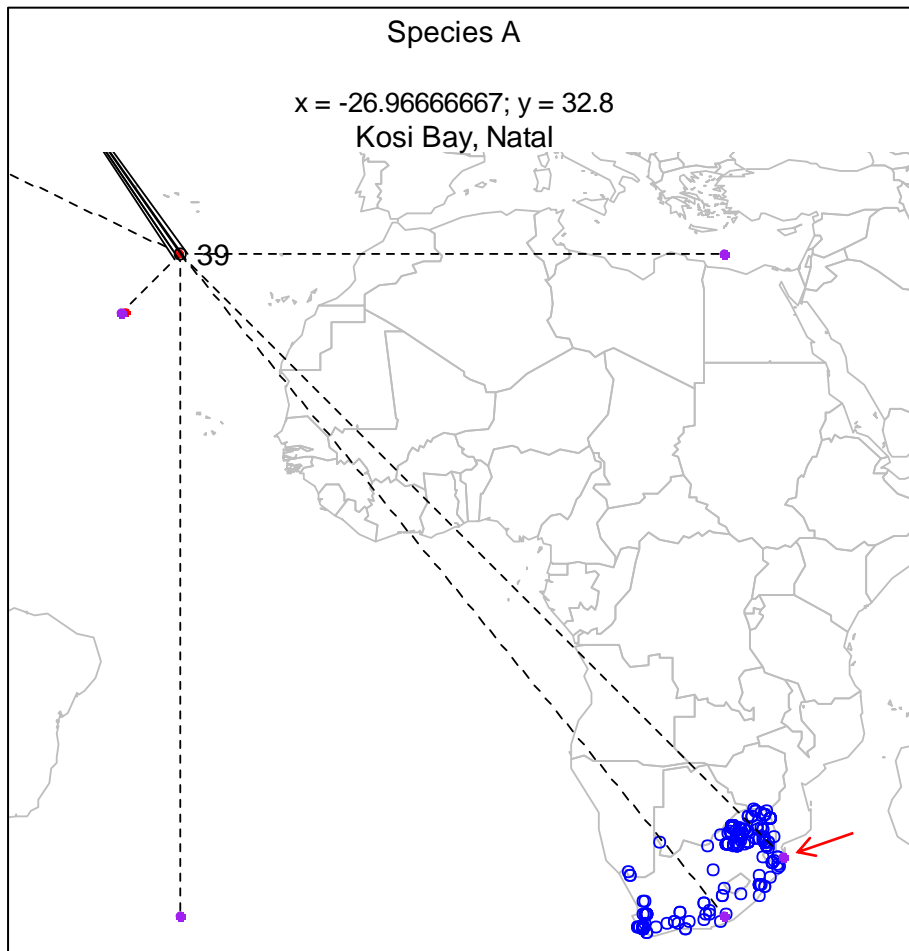 Species A
x = -26.96666667; y = 32.8
Kosi Bay, Natal
39